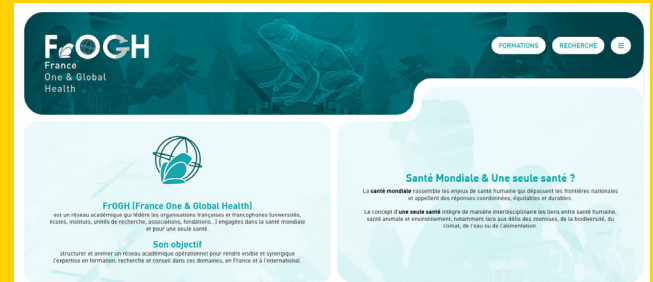 FrOGH
France
One & Global
Health
FORMATIONS
RECHERCHE
FrOGH (France One & Global Health)
est un réseau académique qui fédère les organisations françaises et francophones (universités,
écoles, instituts, unités de recherche, associations, fondations...) engagées dans la santé mondiale
et pour une seule santé.
Son objectif
structurer et animer un réseau académique opérationnel pour rendre visible et synergique
l'expertise en formation, recherche et conseil dans ces domaines, en France et à l'international.
Santé Mondiale & Une seule santé ?
La santé mondiale rassemble les enjeux de santé humaine qui dépassent les frontières nationales
et appellent des réponses coordonnées, équitables et durables.
Le concept d'une seule santé intègre de manière interdisciplinaire les liens entre santé humaine,
santé animale et environnement, notamment face aux défis des zoonoses, de la biodiversité, du
climat, de l'eau ou de l'alimentation.